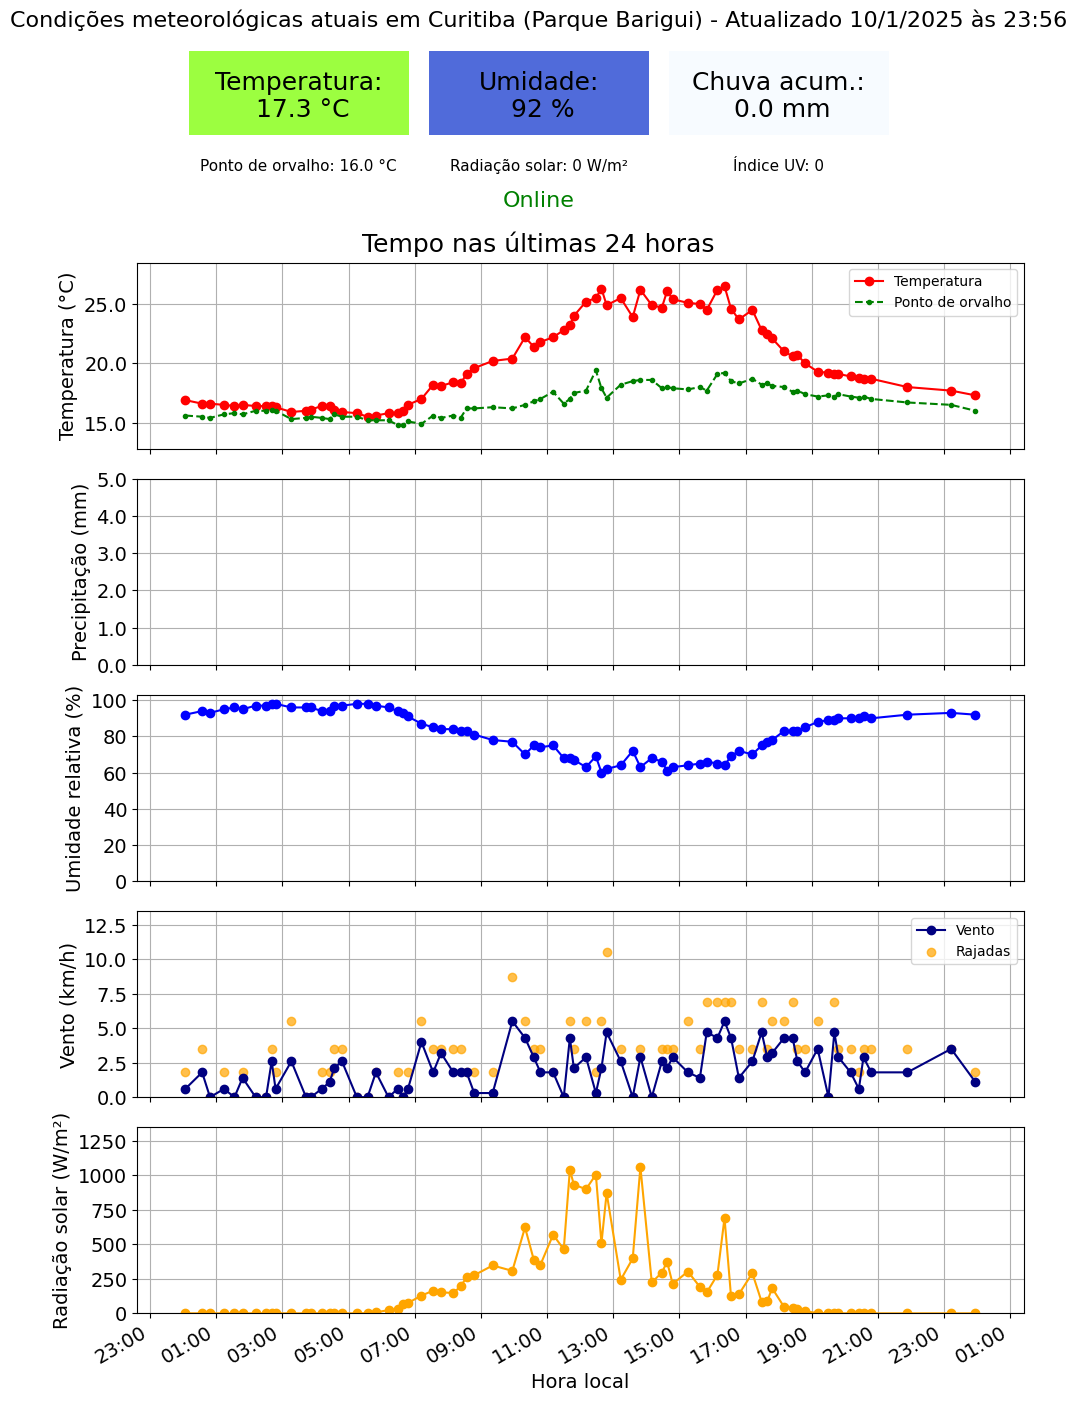 Condições meteorológicas atuais em Curitiba (Parque Barigui) - Atualizado 10/1/2025 às 23:56
Temperatura:
17.3 °C
Umidade:
92 %
Chuva acum.:
0.0 mm
Ponto de orvalho: 16.0 °C
Radiação solar: 0 W/m²
Índice UV: 0
Online
Tempo nas últimas 24 horas
Temperatura (°C)
25.0
20.0
15.0
Temperatura
Ponto de orvalho
Precipitação (mm)
5.0
4.0
3.0
2.0
1.0
0.0
Umidade relativa (%)
100
80
60
40
20
0
Vento (km/h)
12.5
10.0
7.5
5.0
2.5
0.0
Vento
Rajadas
Radiação solar (W/m²)
1250
1000
750
500
250
0
23:00 01:00 03:00 05:00 07:00 09:00 11:00 13:00 15:00 17:00 19:00 21:00 23:00 01:00
Hora local